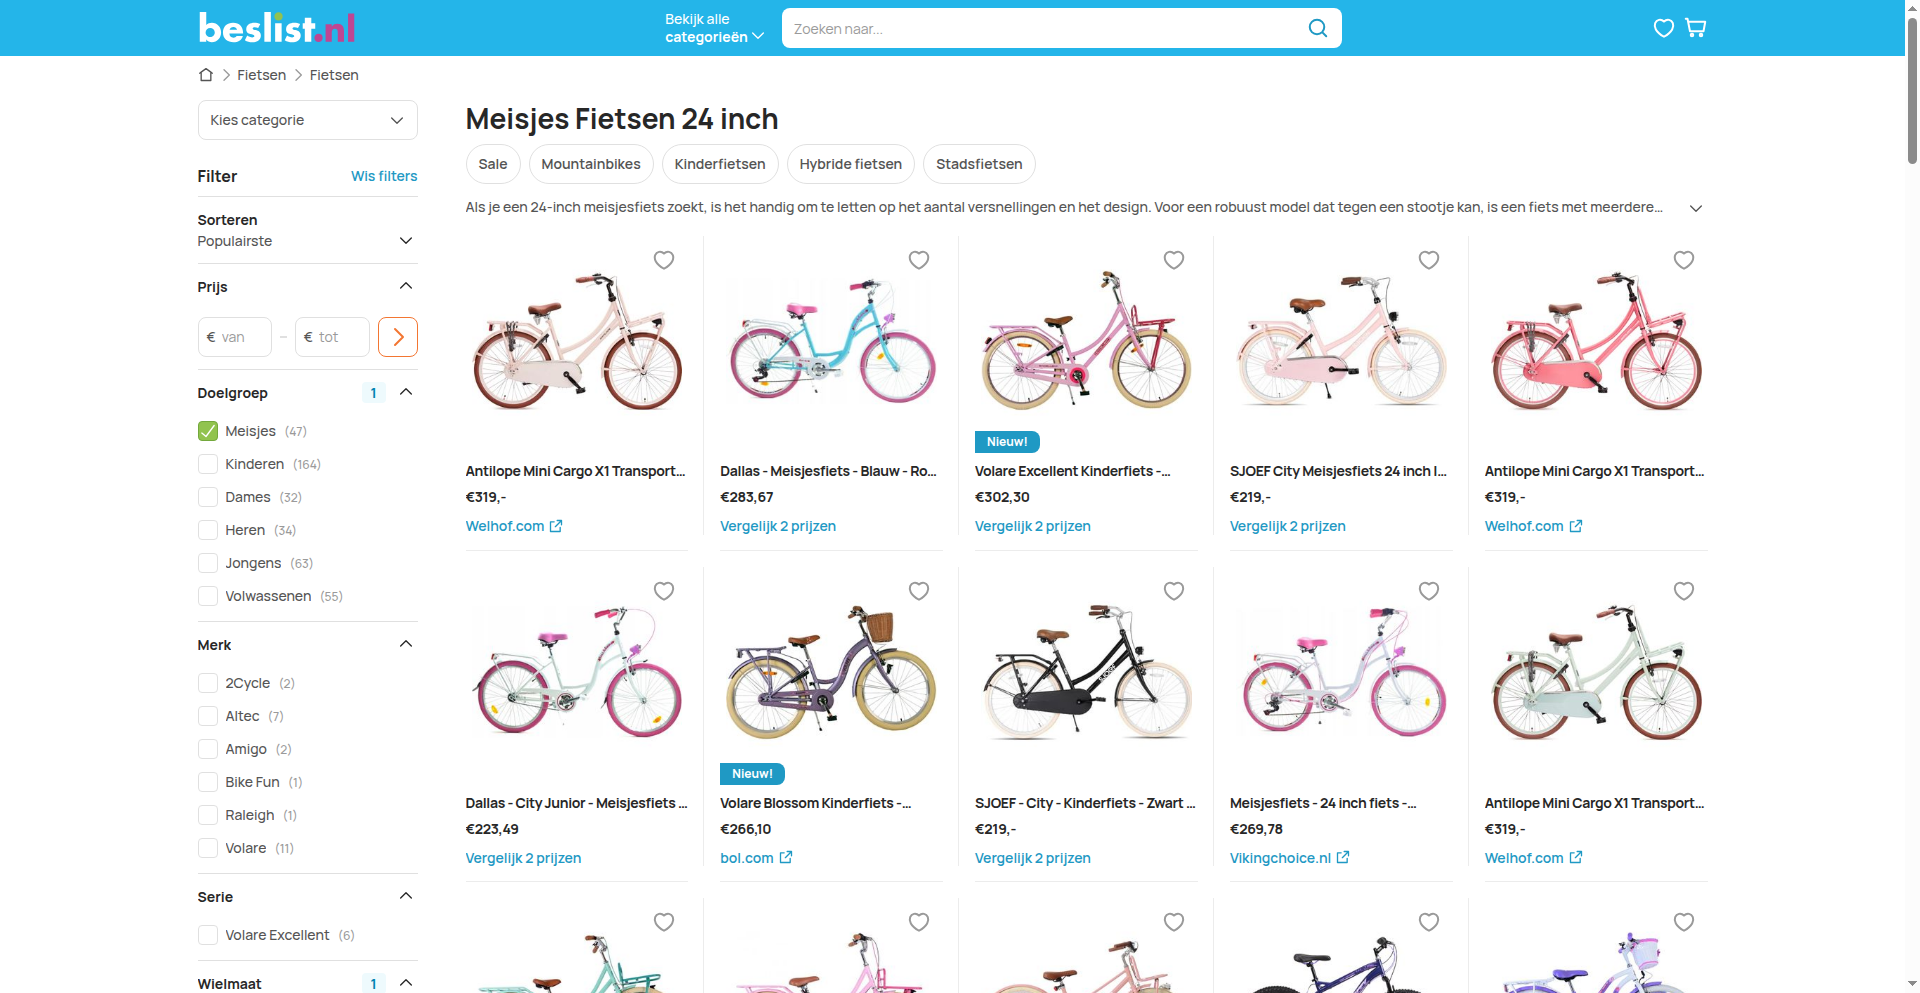 beslist.nl
Bekijk alle
categorieën
Zoeken naar...
Fietsen
Fietsen
Kies categorie
Filter
Wis filters
Sorteren
Populairste
Prijs
€ van
–
€ tot
Doelgroep
1
Meisjes (47)
Kinderen (164)
Dames (32)
Heren (34)
Jongens (63)
Volwassenen (55)
Merk
2Cycle (2)
Altec (7)
Amigo (2)
Bike Fun (1)
Raleigh (1)
Volare (11)
Serie
Volare Excellent (6)
Wielmaat
1
Meisjes Fietsen 24 inch
Sale
Mountainbikes
Kinderfietsen
Hybride fietsen
Stadsfietsen
Als je een 24-inch meisjesfiets zoekt, is het handig om te letten op het aantal versnellingen en het design. Voor een robuust model dat tegen een stootje kan, is een fiets met meerdere...
Antilope Mini Cargo X1 Transport...
€319,-
Welhof.com
Dallas - Meisjesfiets - Blauw - Ro...
€283,67
Vergelijk 2 prijzen
Nieuw!
Volare Excellent Kinderfiets -...
€302,30
Vergelijk 2 prijzen
SJOEF City Meisjesfiets 24 inch I...
€219,-
Vergelijk 2 prijzen
Antilope Mini Cargo X1 Transport...
€319,-
Welhof.com
Dallas - City Junior - Meisjesfiets ...
€223,49
Vergelijk 2 prijzen
Nieuw!
Volare Blossom Kinderfiets -...
€266,10
bol.com
SJOEF - City - Kinderfiets - Zwart ...
€219,-
Vergelijk 2 prijzen
Meisjesfiets - 24 inch fiets -...
€269,78
Vikingchoice.nl
Antilope Mini Cargo X1 Transport...
€319,-
Welhof.com